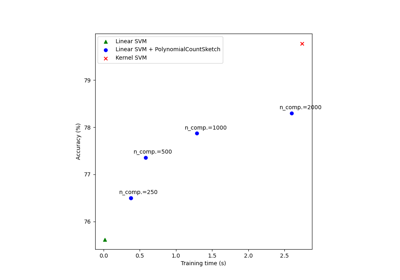 Linear SVM
Linear SVM + PolynomialCountSketch
Kernel SVM
79
n_comp.=2000
78
n_comp.=1000
n_comp.=500
77
n_comp.=250
76
Accuracy (%)
0.0 0.5 1.0 1.5 2.0 2.5
Training time (s)